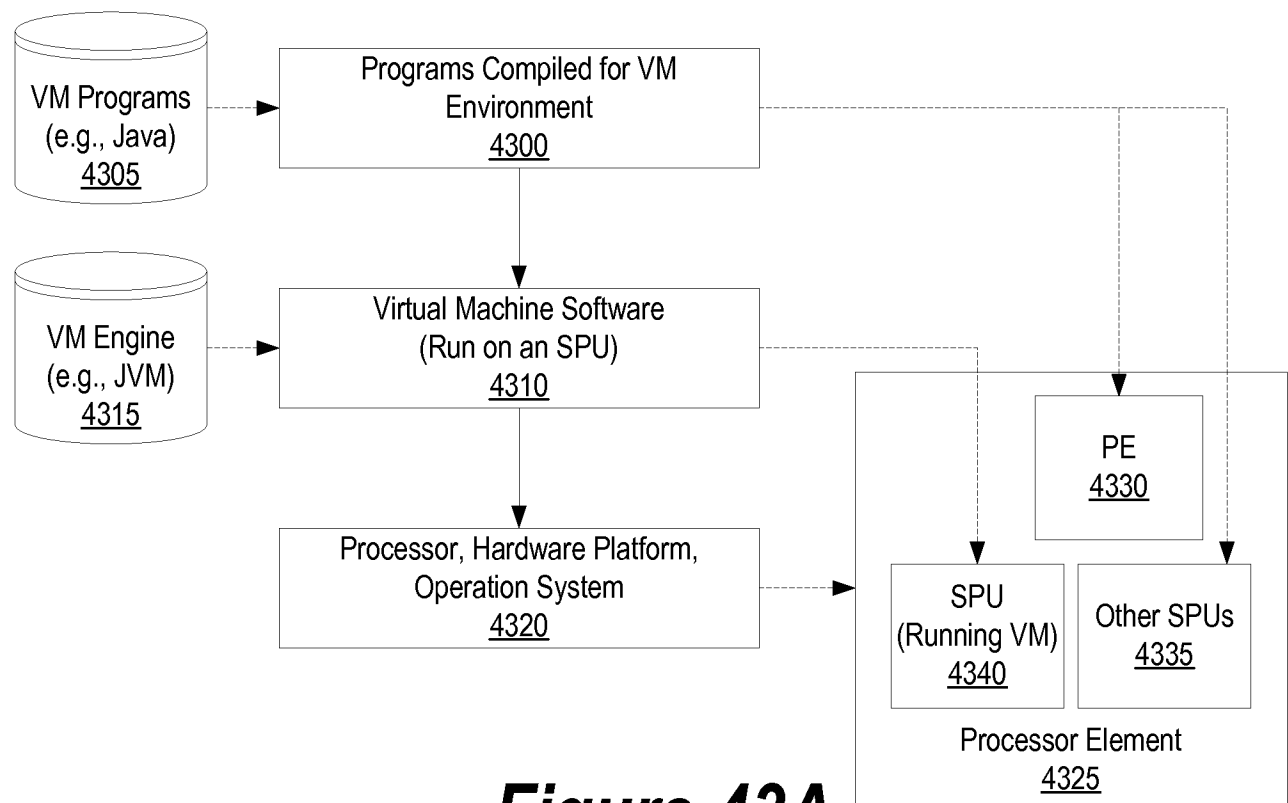 VM Programs
(e.g., Java)
4305
Programs Compiled for VM
Environment
4300
VM Engine
(e.g., JVM)
4315
Virtual Machine Software
(Run on an SPU)
4310
Processor, Hardware Platform,
Operation System
4320
PE
4330
SPU
(Running VM)
4340
Other SPUs
4335
Processor Element
4325
Figure 43A